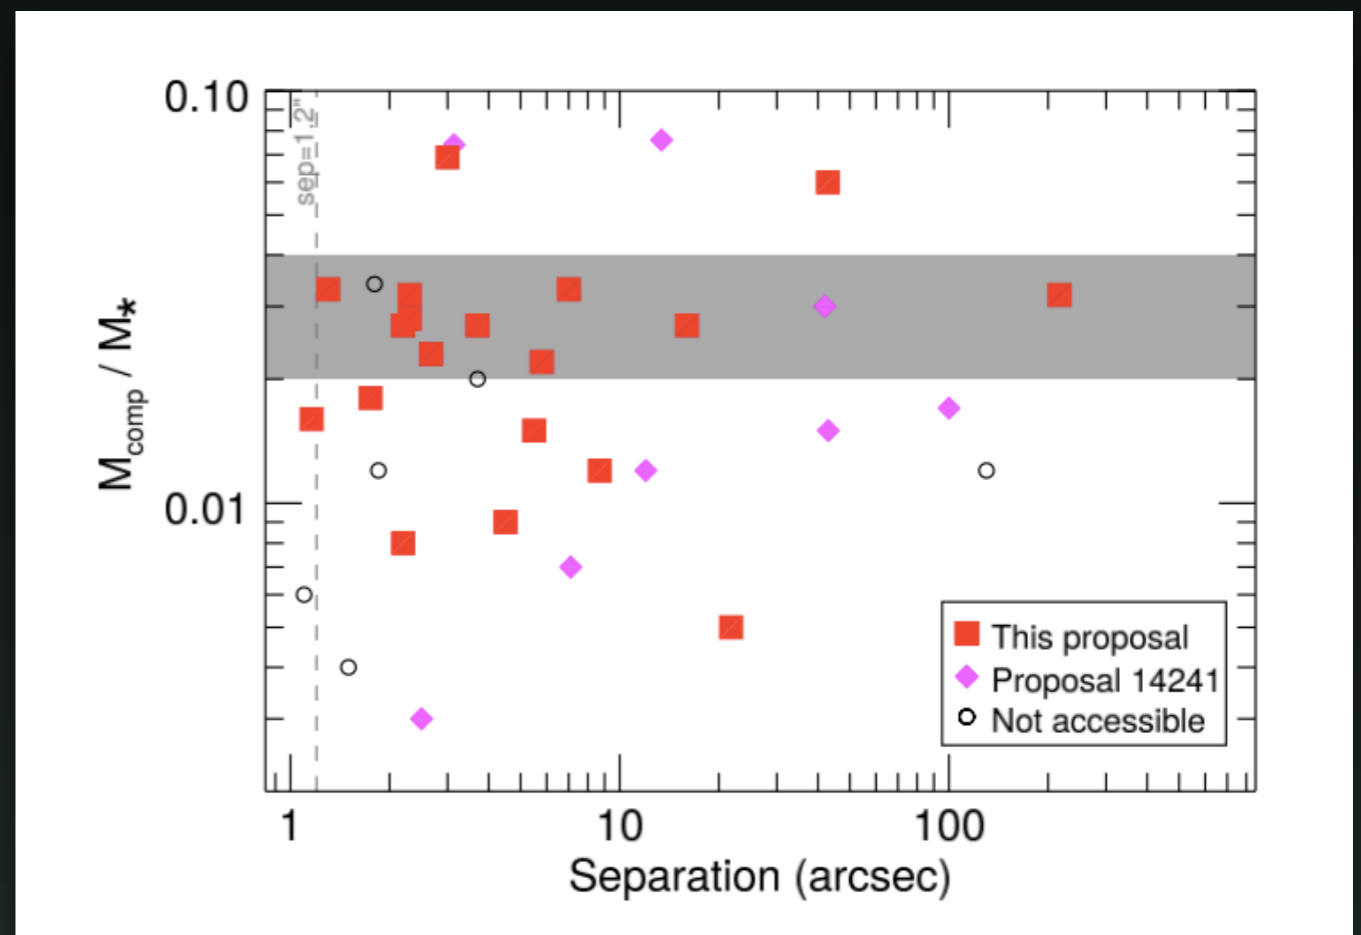 0.10
sep=1.2"
M_comp / M★
0.01
This proposal
Proposal 14241
Not accessible
1 10 100
Separation (arcsec)